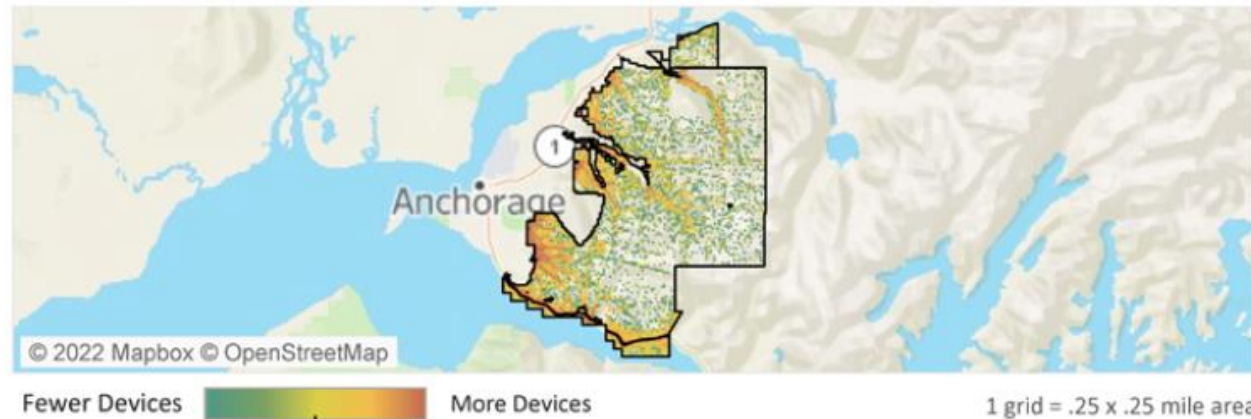 1
Anchorage
© 2022 Mapbox © OpenStreetMap
Fewer Devices
More Devices
1 grid = .25 x .25 mile area